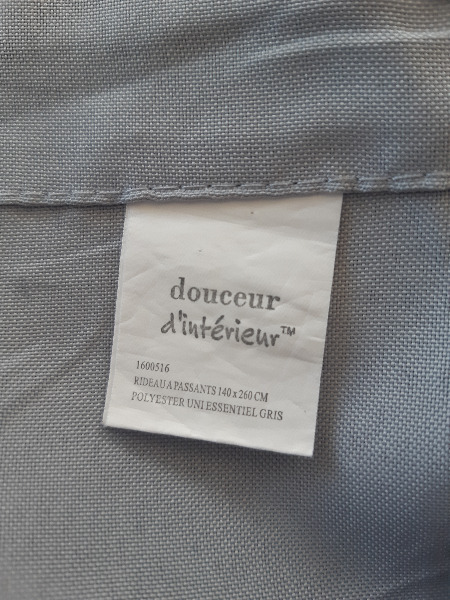 douceur
d'intérieur™
1600516
RIDEAU A PASSANTS 140 x 260 CM
POLYESTER UNI ESSENTIEL GRIS